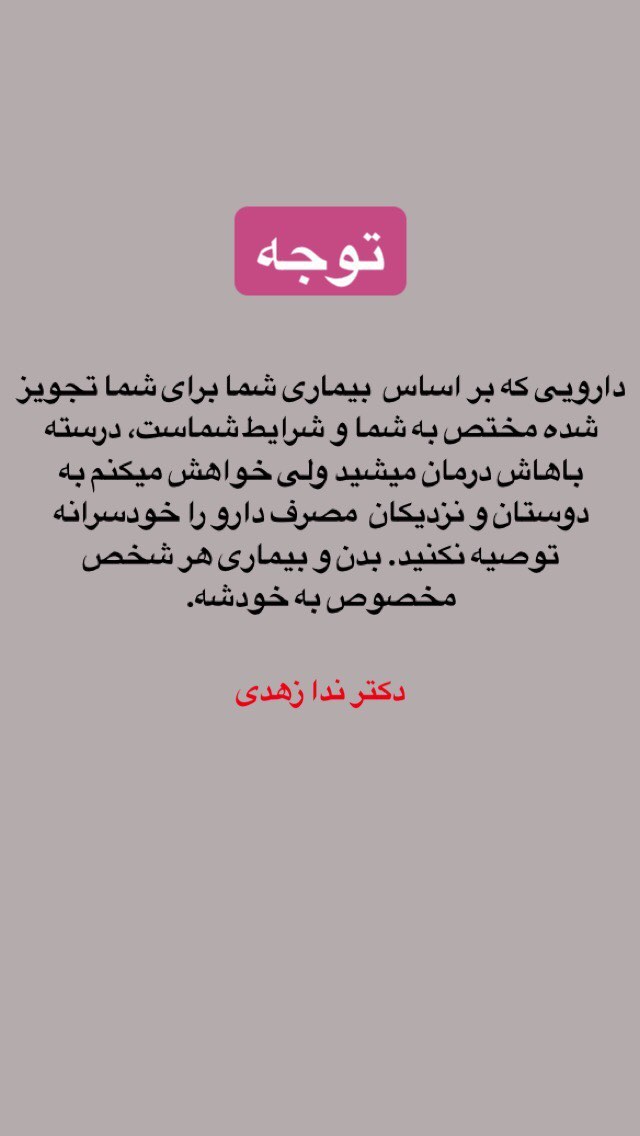 توجه
دارویی که بر اساس بیماری شما برای شما تجویز
شده مختص به شما و شرایط شماست، درسته
باهاش درمان میشید ولی خواهش میکنم به
دوستان و نزدیکان مصرف دارو را خودسرانه
توصیه نکنید. بدن و بیماری هر شخص
مخصوص به خودشه.
دکتر ندا زهدی